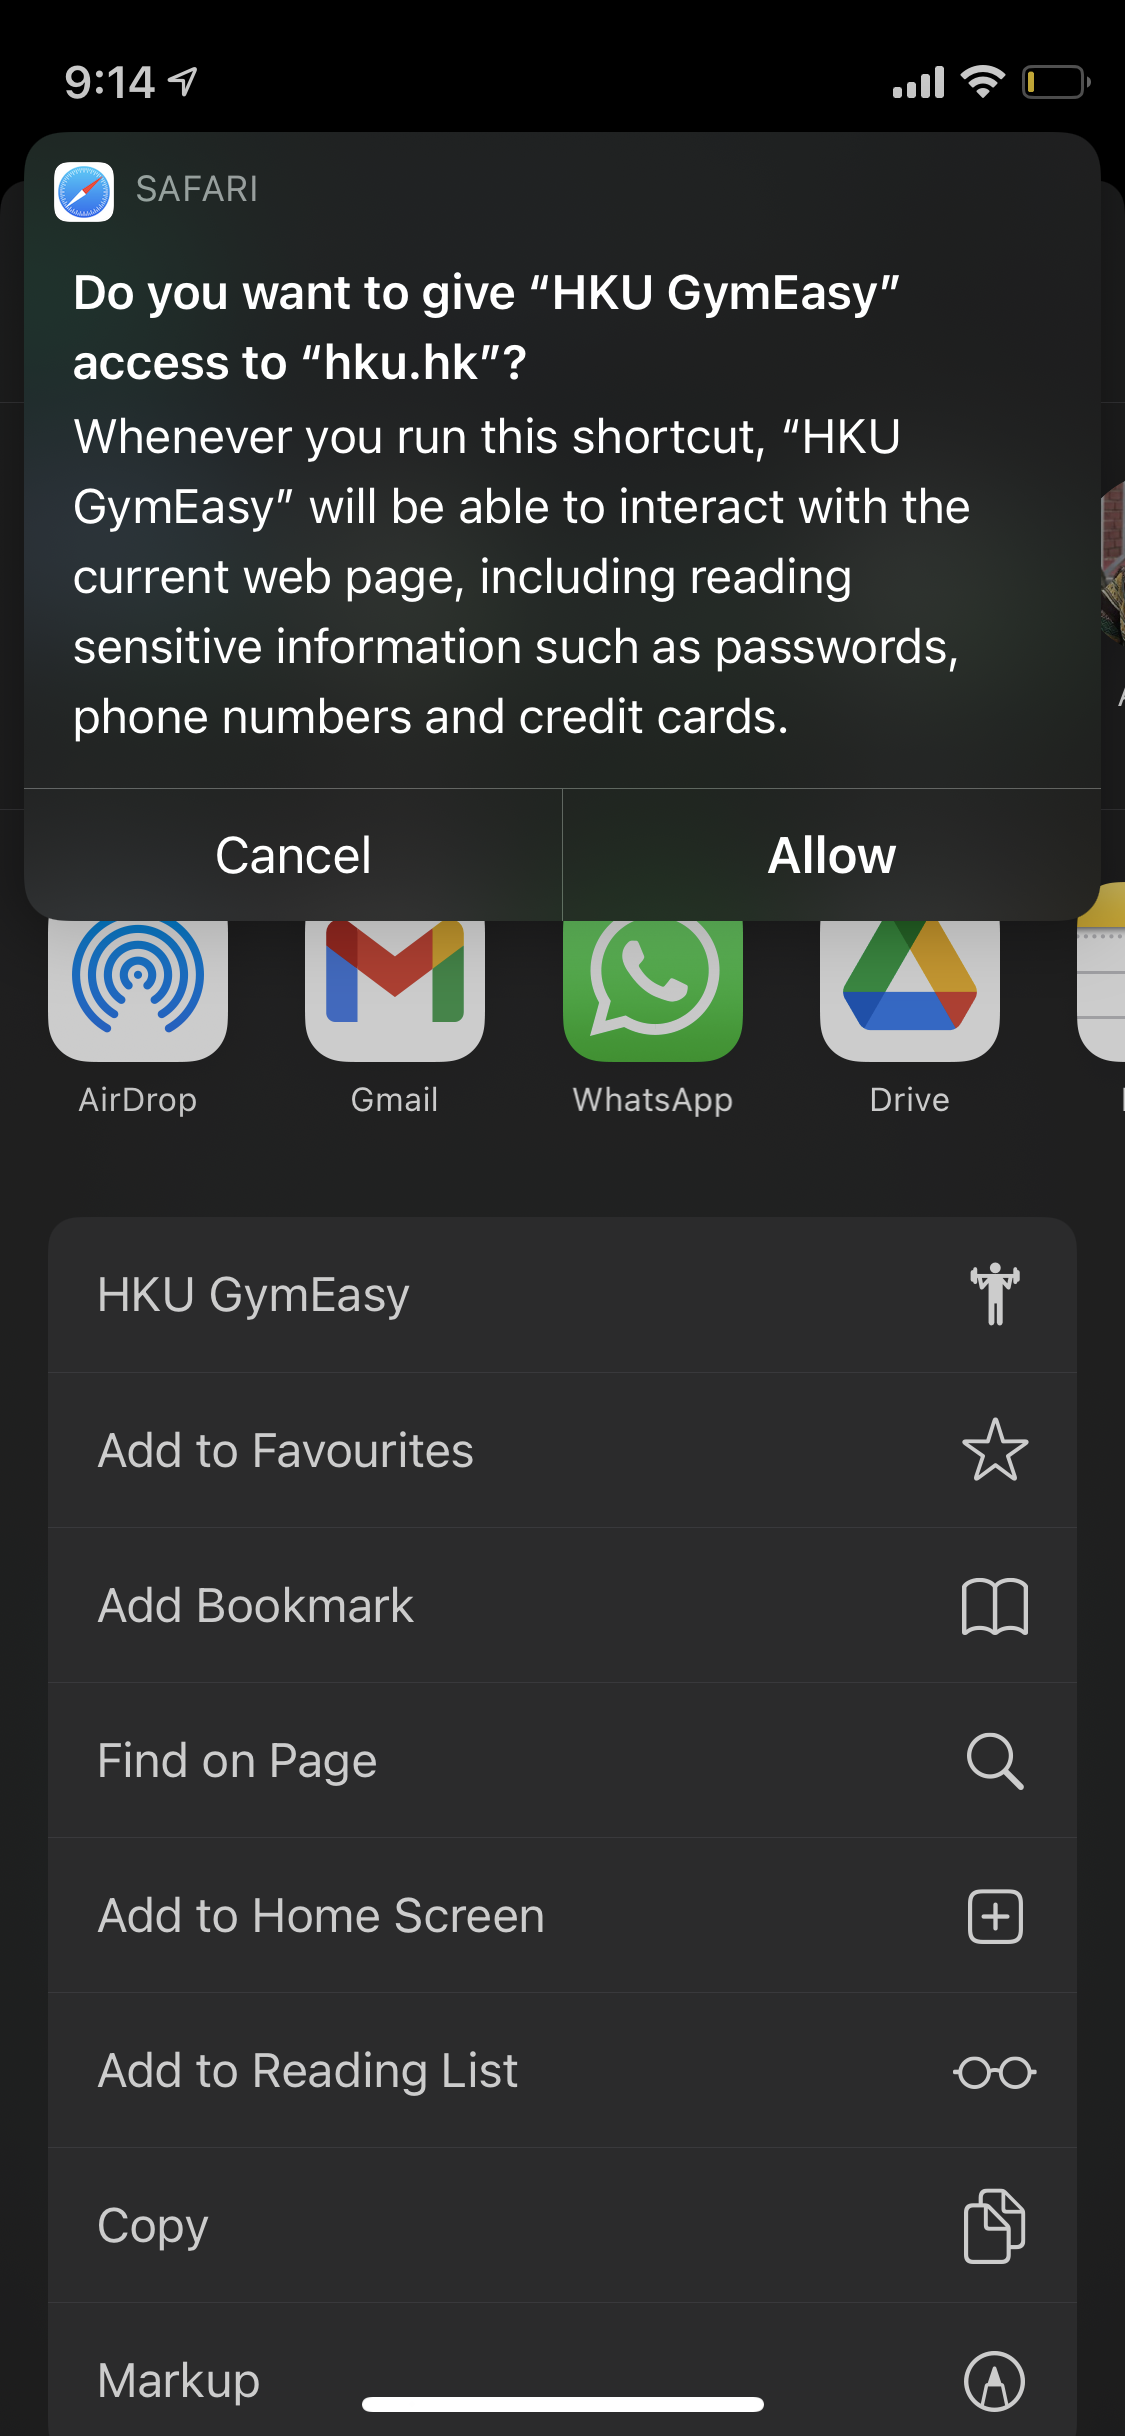 9:14
SAFARI
Do you want to give “HKU GymEasy”
access to “hku.hk”?
Whenever you run this shortcut, “HKU
GymEasy” will be able to interact with the
current web page, including reading
sensitive information such as passwords,
phone numbers and credit cards.
Cancel
Allow
AirDrop
Gmail
WhatsApp
Drive
HKU GymEasy
Add to Favourites
Add Bookmark
Find on Page
Add to Home Screen
Add to Reading List
Copy
Markup